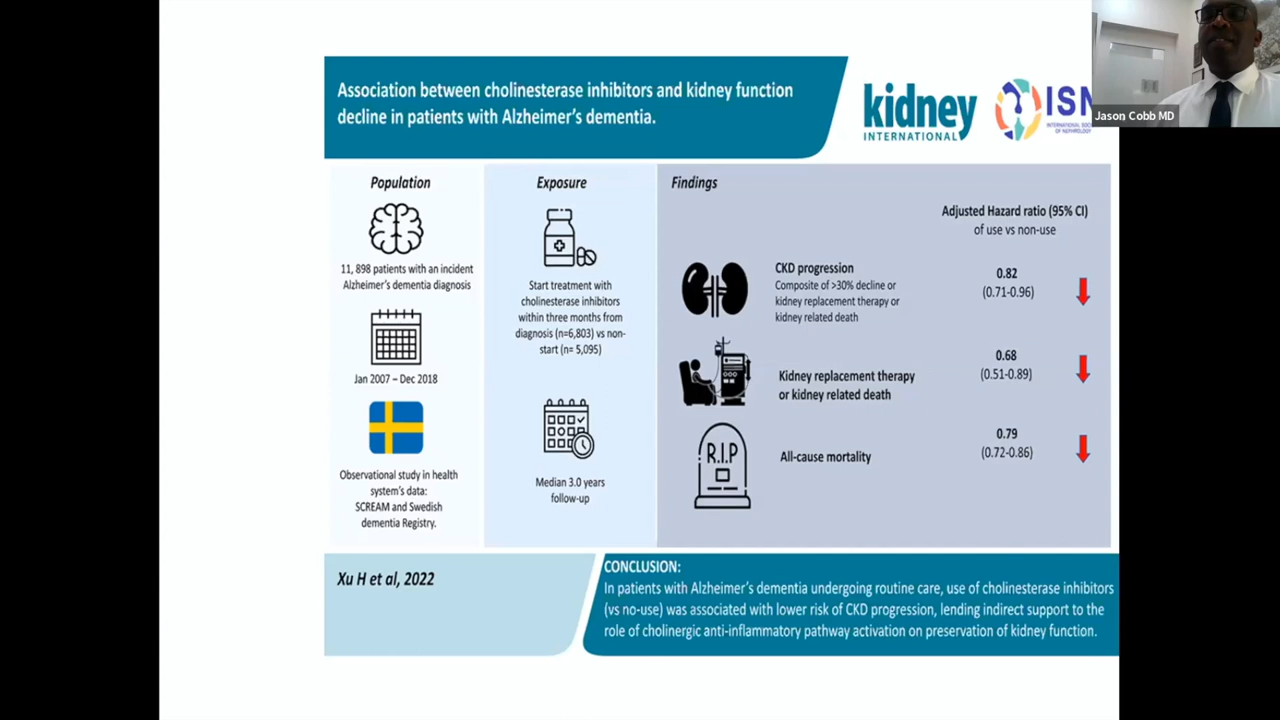 Association between cholinesterase inhibitors and kidney function
decline in patients with Alzheimer's dementia.
kidney
INTERNATIONAL
ISN
INTERNATIONAL SOC
OF NEPHROLOGY
Jason Cobb MD
Population
11, 898 patients with an incident
Alzheimer's dementia diagnosis
Jan 2007 – Dec 2018
Observational study in health
system's data:
SCREAM and Swedish
dementia Registry.
Exposure
Start treatment with
cholinesterase inhibitors
within three months from
diagnosis (n=6,803) vs non-
start (n= 5,095)
Median 3.0 years
follow-up
Findings
Adjusted Hazard ratio (95% CI)
of use vs non-use
CKD progression
Composite of >30% decline or
kidney replacement therapy or
kidney related death
0.82
(0.71-0.96)
Kidney replacement therapy
or kidney related death
0.68
(0.51-0.89)
R.I.P
All-cause mortality
0.79
(0.72-0.86)
Xu H et al, 2022
CONCLUSION:
In patients with Alzheimer's dementia undergoing routine care, use of cholinesterase inhibitors
(vs no-use) was associated with lower risk of CKD progression, lending indirect support to the
role of cholinergic anti-inflammatory pathway activation on preservation of kidney function.